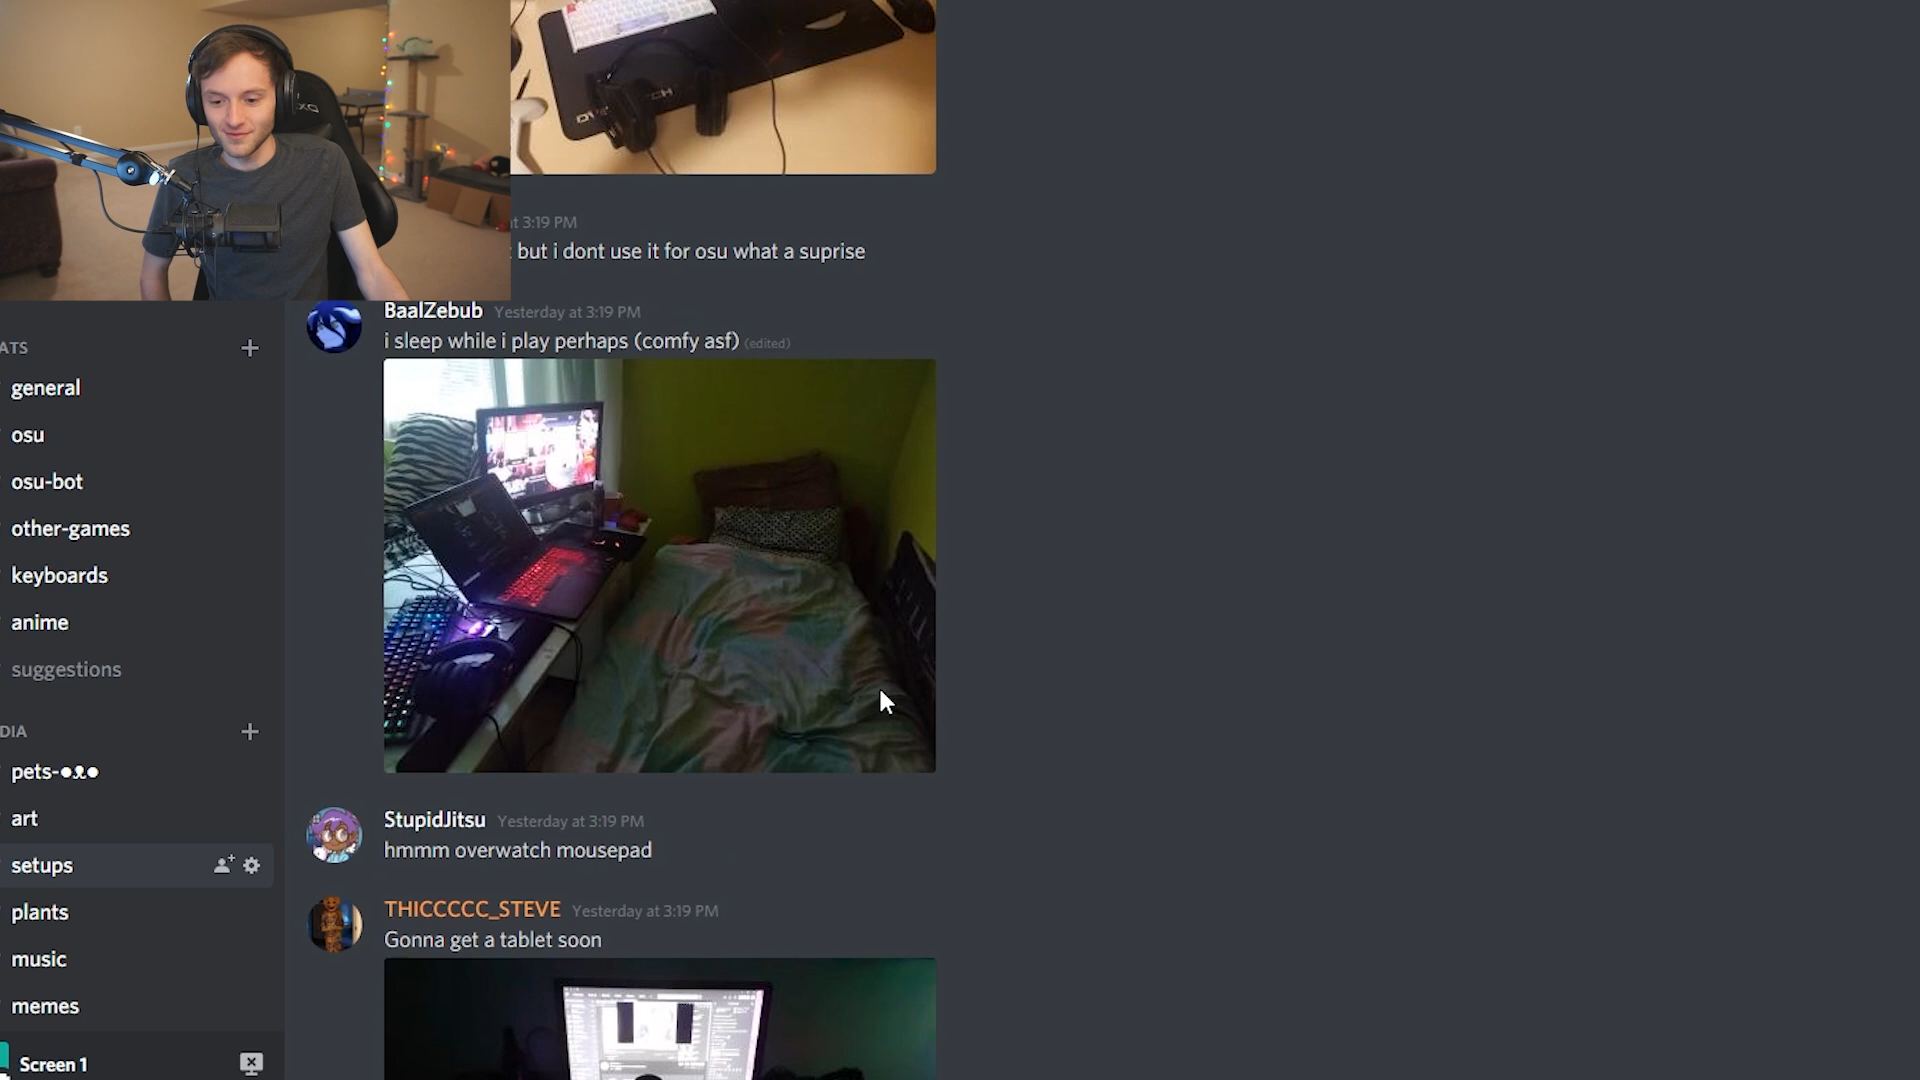 at 3:19 PM
but i dont use it for osu what a suprise
BaalZebub Yesterday at 3:19 PM
i sleep while i play perhaps (comfy asf) (edited)
StupidJitsu Yesterday at 3:19 PM
hmmm overwatch mousepad
THICCCCC_STEVE Yesterday at 3:19 PM
Gonna get a tablet soon
ATS
general
osu
osu-bot
other-games
keyboards
anime
suggestions
DIA
pets-●ᴥ●
art
setups
plants
music
memes
Screen 1